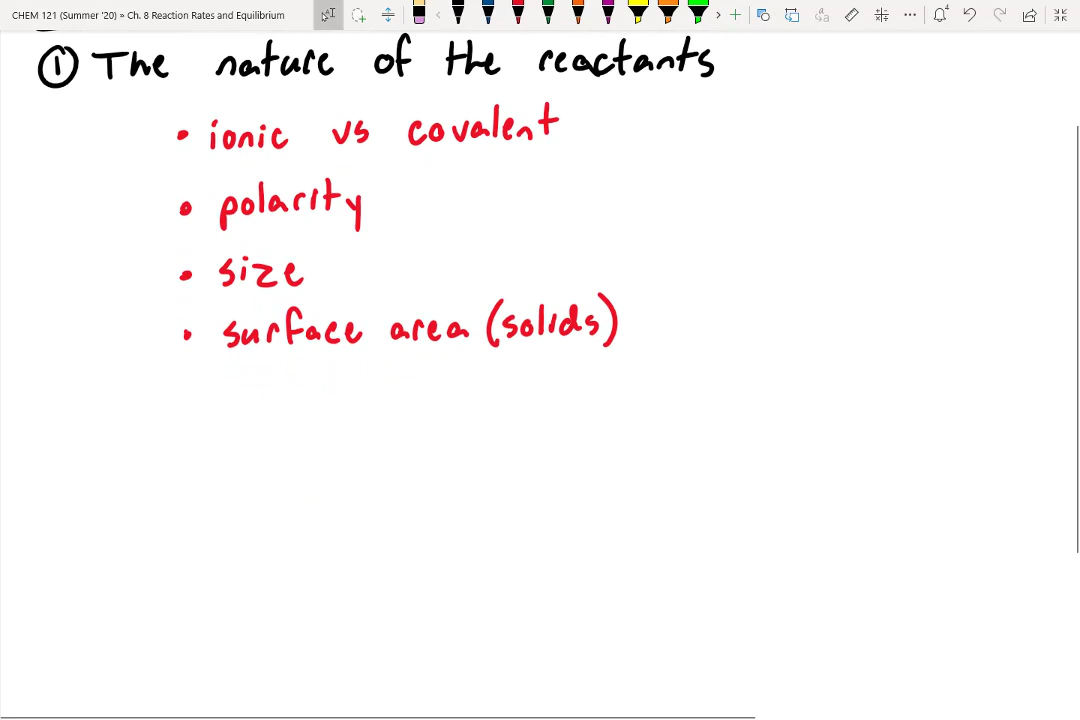 CHEM 121 (Summer '20) » Ch. 8 Reaction Rates and Equilibrium
① The nature of the reactants
• ionic vs covalent
• polarity
• size
• surface area (solids)